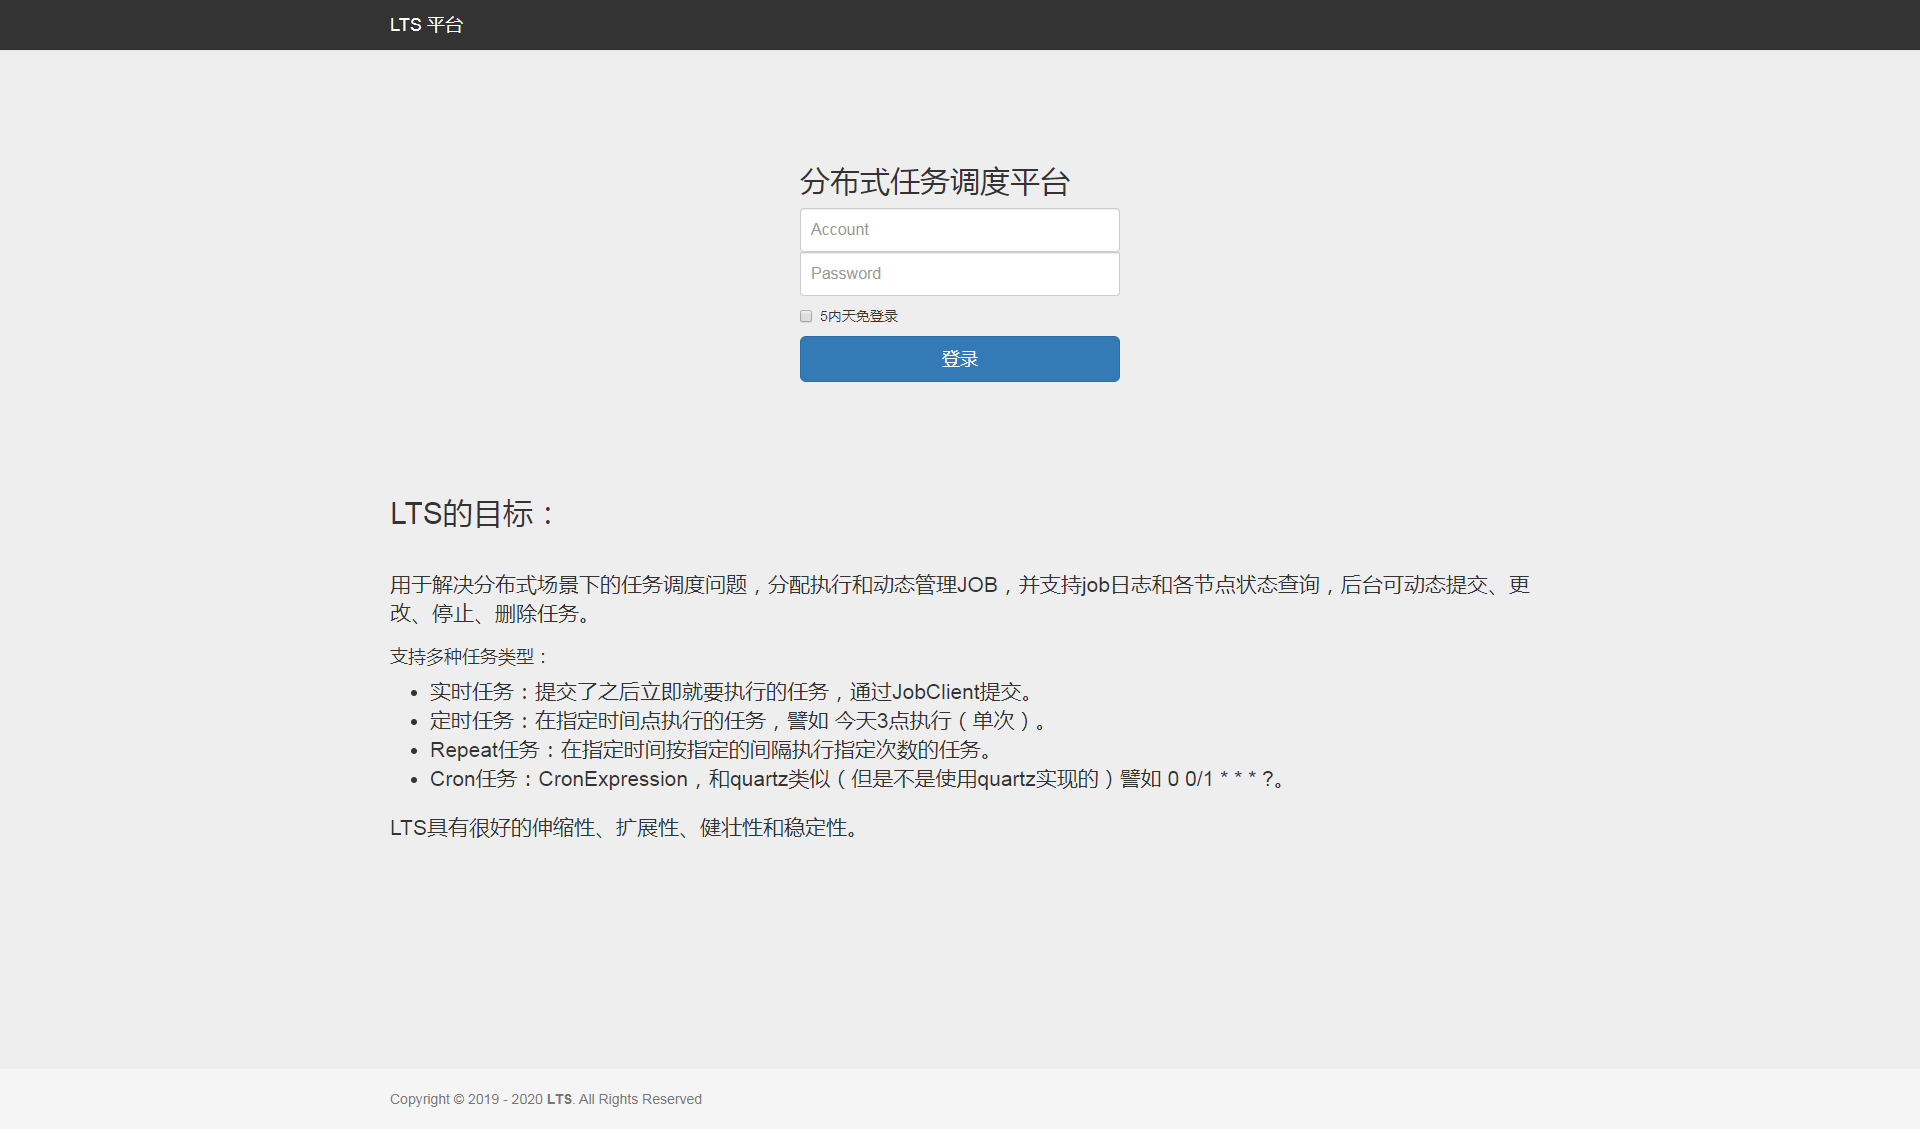 LTS 平台
分布式任务调度平台
Account
Password
5内天免登录
登录
LTS的目标：
用于解决分布式场景下的任务调度问题，分配执行和动态管理JOB，并支持job日志和各节点状态查询，后台可动态提交、更
改、停止、删除任务。
支持多种任务类型：
• 实时任务：提交了之后立即就要执行的任务，通过JobClient提交。
• 定时任务：在指定时间点执行的任务，譬如 今天3点执行（单次）。
• Repeat任务：在指定时间按指定的间隔执行指定次数的任务。
• Cron任务：CronExpression，和quartz类似（但是不是使用quartz实现的）譬如 0 0/1 * * * ?。
LTS具有很好的伸缩性、扩展性、健壮性和稳定性。
Copyright © 2019 - 2020 LTS. All Rights Reserved